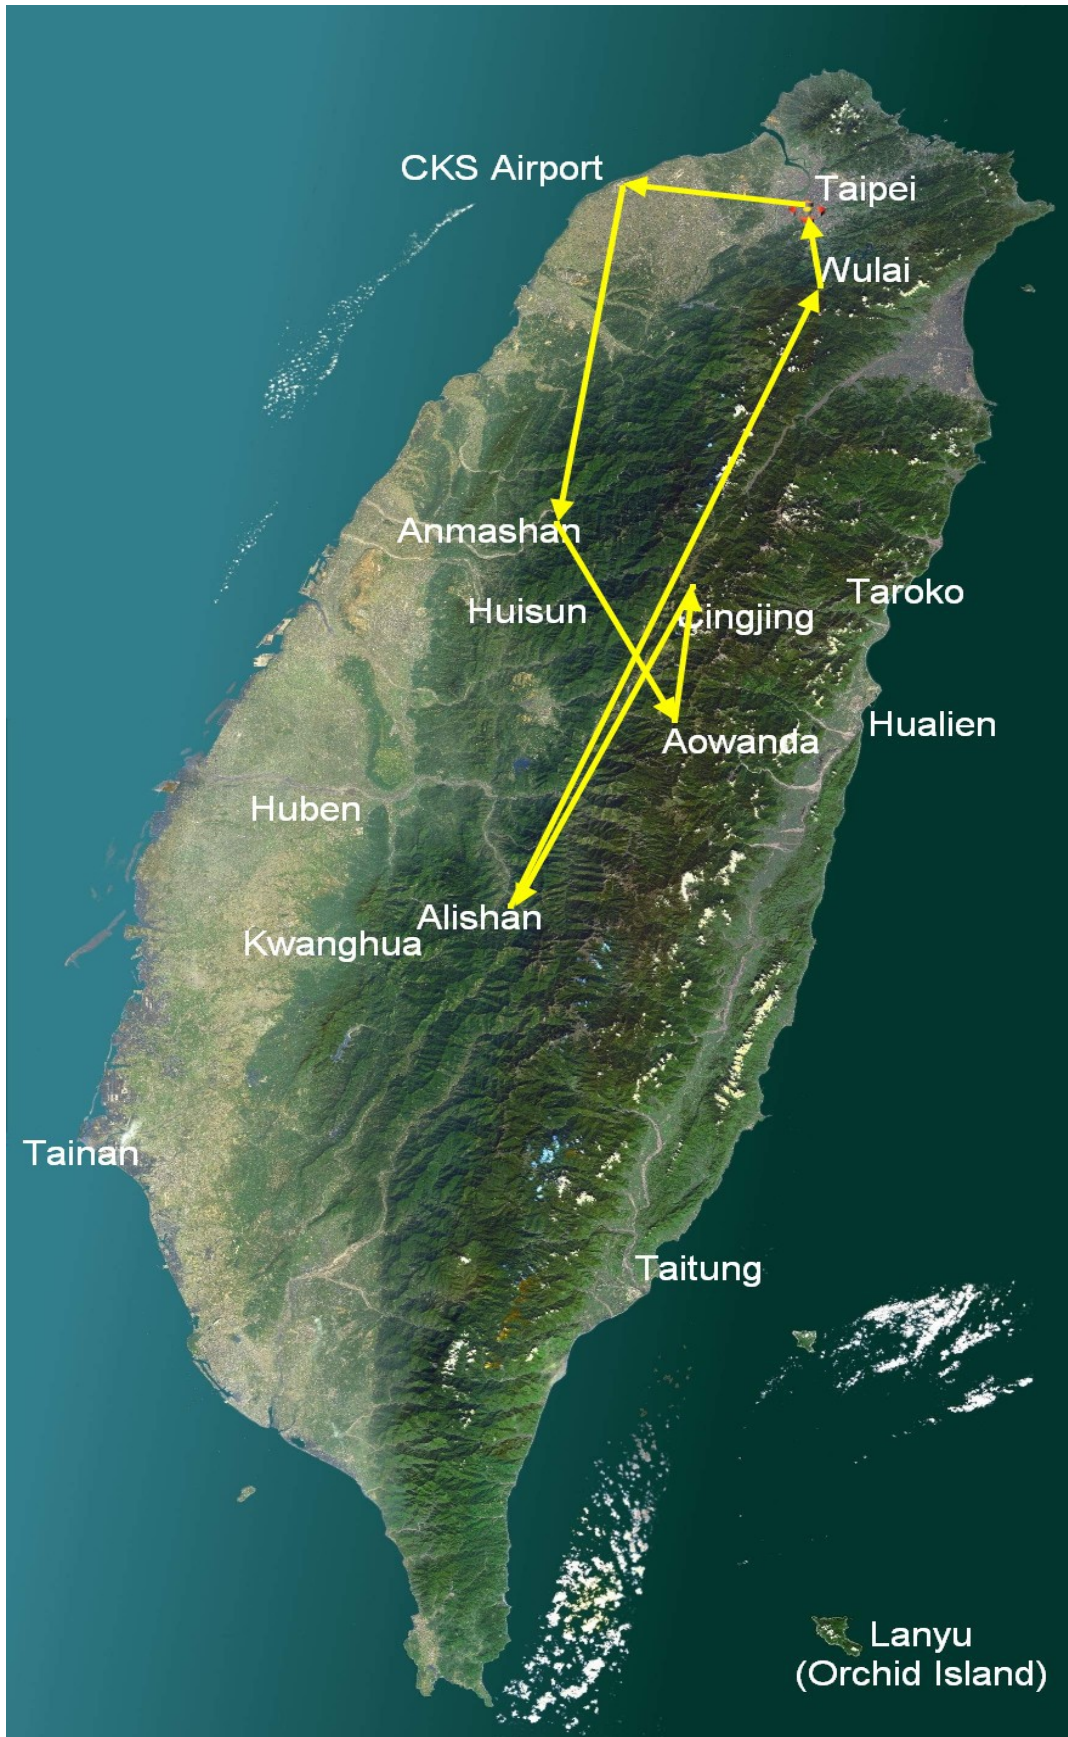 CKS Airport
Taipei
Wulai
Anmashan
Huisun
Taroko
Cingjing
Hualien
Aowanda
Huben
Alishan
Kwanghua
Tainan
Taitung
Lanyu
(Orchid Island)